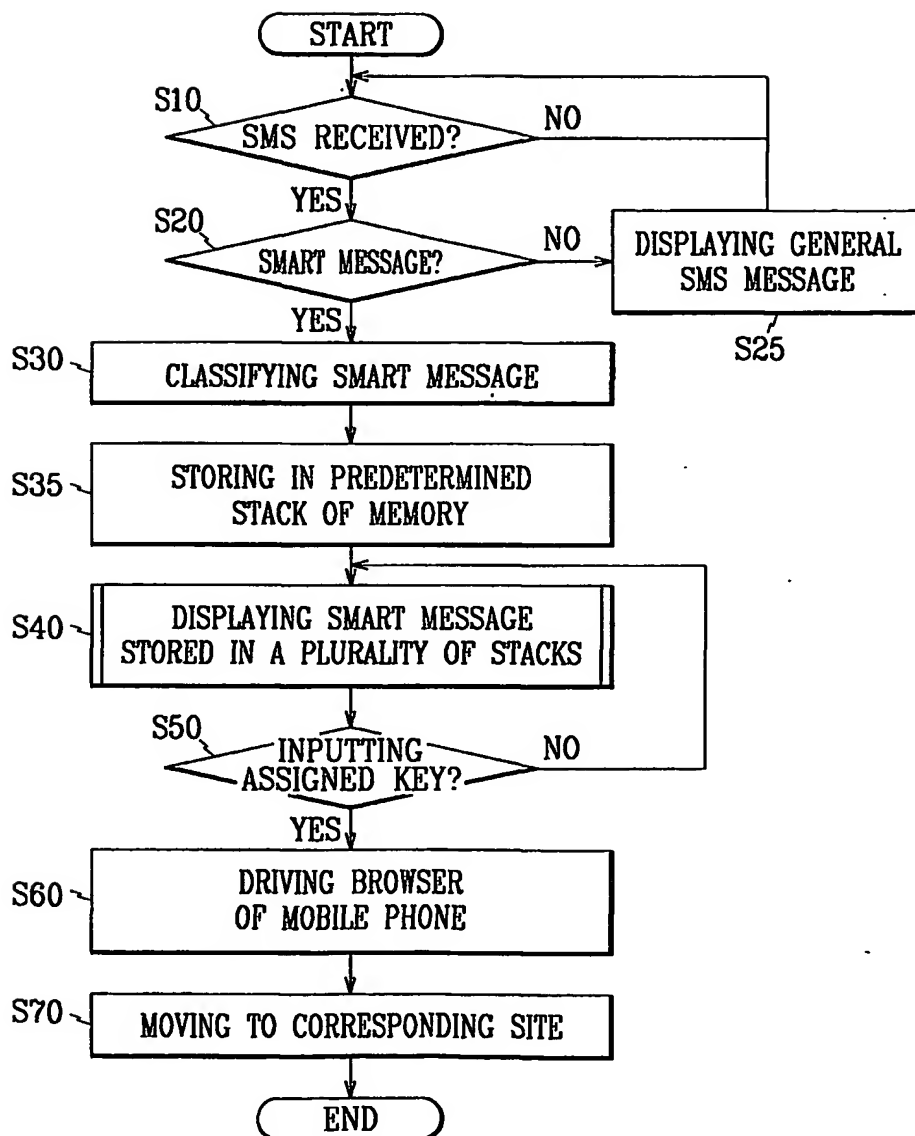 START
S10
SMS RECEIVED?
NO
YES
S20
SMART MESSAGE?
NO
DISPLAYING GENERAL
SMS MESSAGE
S25
YES
S30
CLASSIFYING SMART MESSAGE
S35
STORING IN PREDETERMINED
STACK OF MEMORY
S40
DISPLAYING SMART MESSAGE
STORED IN A PLURALITY OF STACKS
S50
INPUTTING
ASSIGNED KEY?
NO
YES
S60
DRIVING BROWSER
OF MOBILE PHONE
S70
MOVING TO CORRESPONDING SITE
END